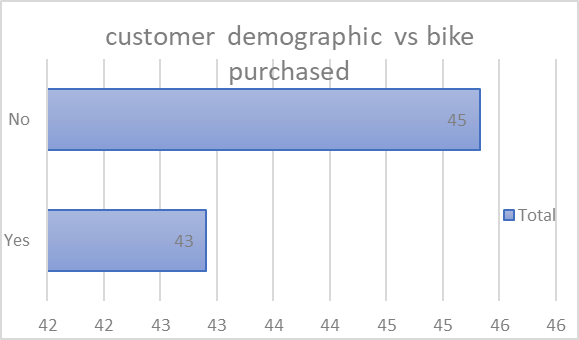 customer demographic vs bike
purchased
No
45
Yes
43
Total
42 42 43 43 44 44 45 45 46 46